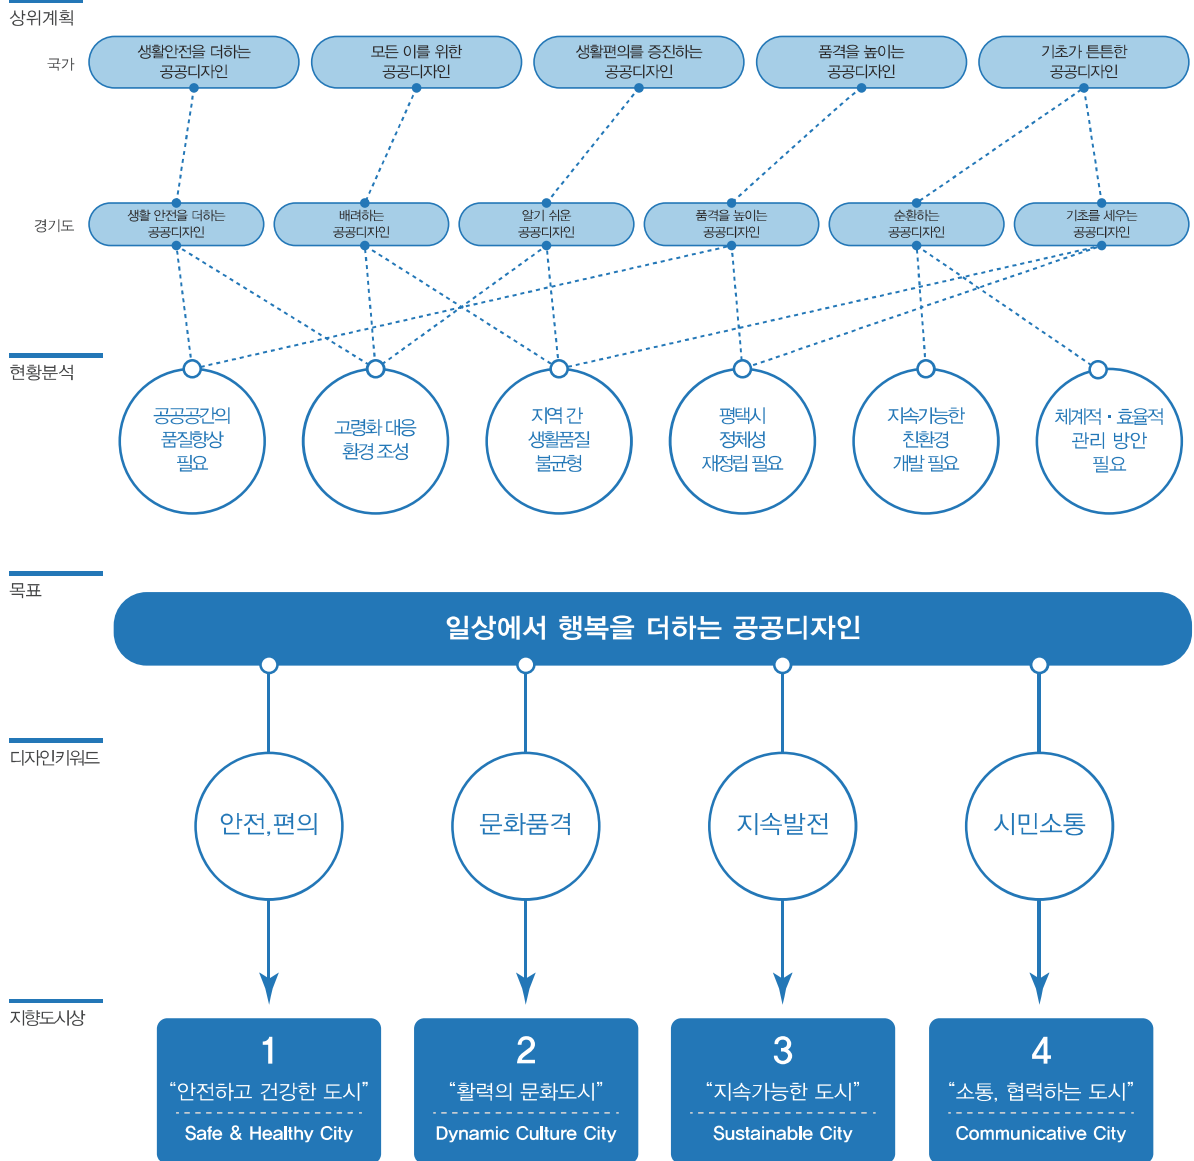 상위계획
국가
생활안전을 더하는
공공디자인
모든 이를 위한
공공디자인
생활편의를 증진하는
공공디자인
품격을 높이는
공공디자인
기초가 튼튼한
공공디자인
경기도
생활 안전을 더하는
공공디자인
배려하는
공공디자인
알기 쉬운
공공디자인
품격을 높이는
공공디자인
순환하는
공공디자인
기초를 세우는
공공디자인
현황분석
공공공간의
품질향상
필요
고령화 대응
환경 조성
지역 간
생활품질
불균형
평택시
정체성
재정립 필요
지속가능한
친환경
개발 필요
체계적・효율적
관리 방안
필요
목표
일상에서 행복을 더하는 공공디자인
디자인키워드
안전,편의
문화품격
지속발전
시민소통
지향도시상
1
“안전하고 건강한 도시”
Safe & Healthy City
2
“활력의 문화도시”
Dynamic Culture City
3
“지속가능한 도시”
Sustainable City
4
“소통, 협력하는 도시”
Communicative City